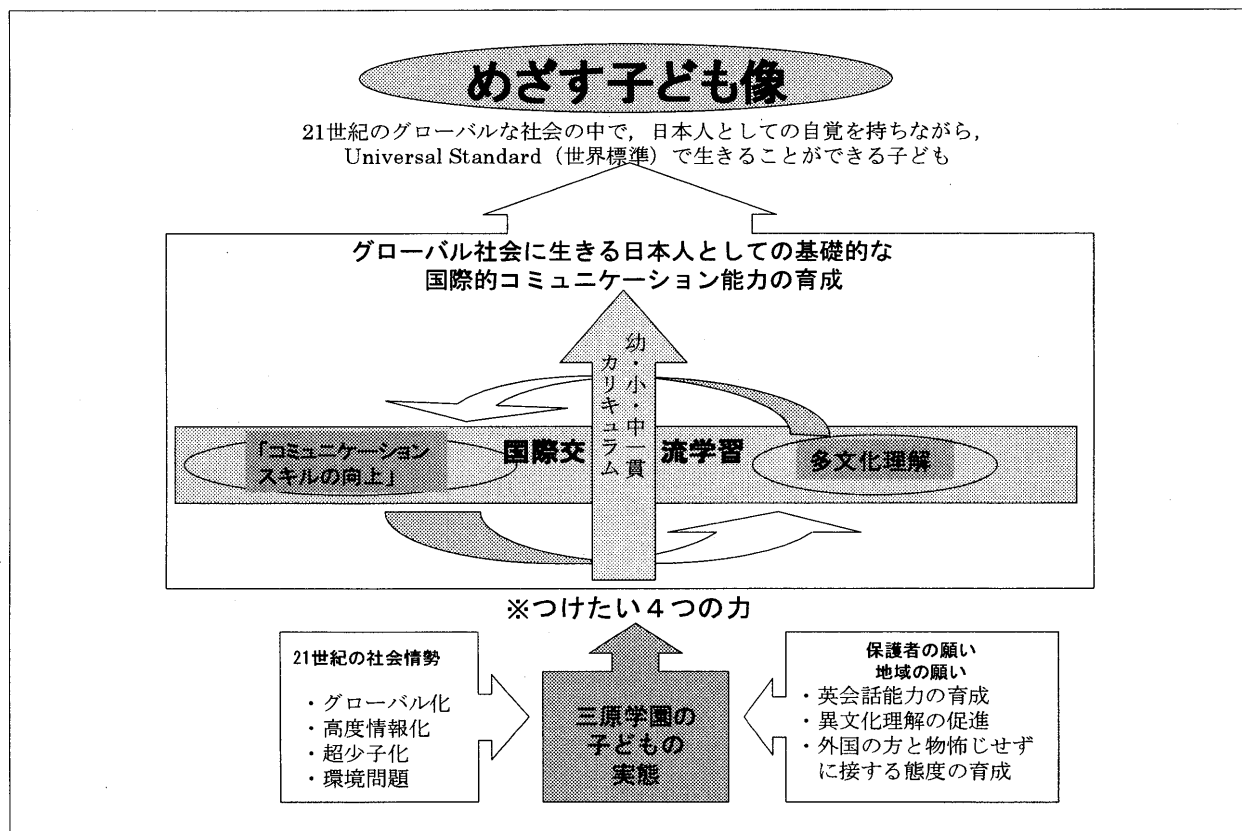 めざす子ども像
21世紀のグローバルな社会の中で，日本人としての自覚を持ちながら，
Universal Standard（世界標準）で生きることができる子ども
グローバル社会に生きる日本人としての基礎的な
国際的コミュニケーション能力の育成
幼・小・中一貫
カリキュラム
「コミュニケーション
スキルの向上」
国際交流学習
多文化理解
※つけたい４つの力
21世紀の社会情勢
・グローバル化
・高度情報化
・超少子化
・環境問題
三原学園の
子どもの
実態
保護者の願い
地域の願い
・英会話能力の育成
・異文化理解の促進
・外国の方と物怖じせず
に接する態度の育成